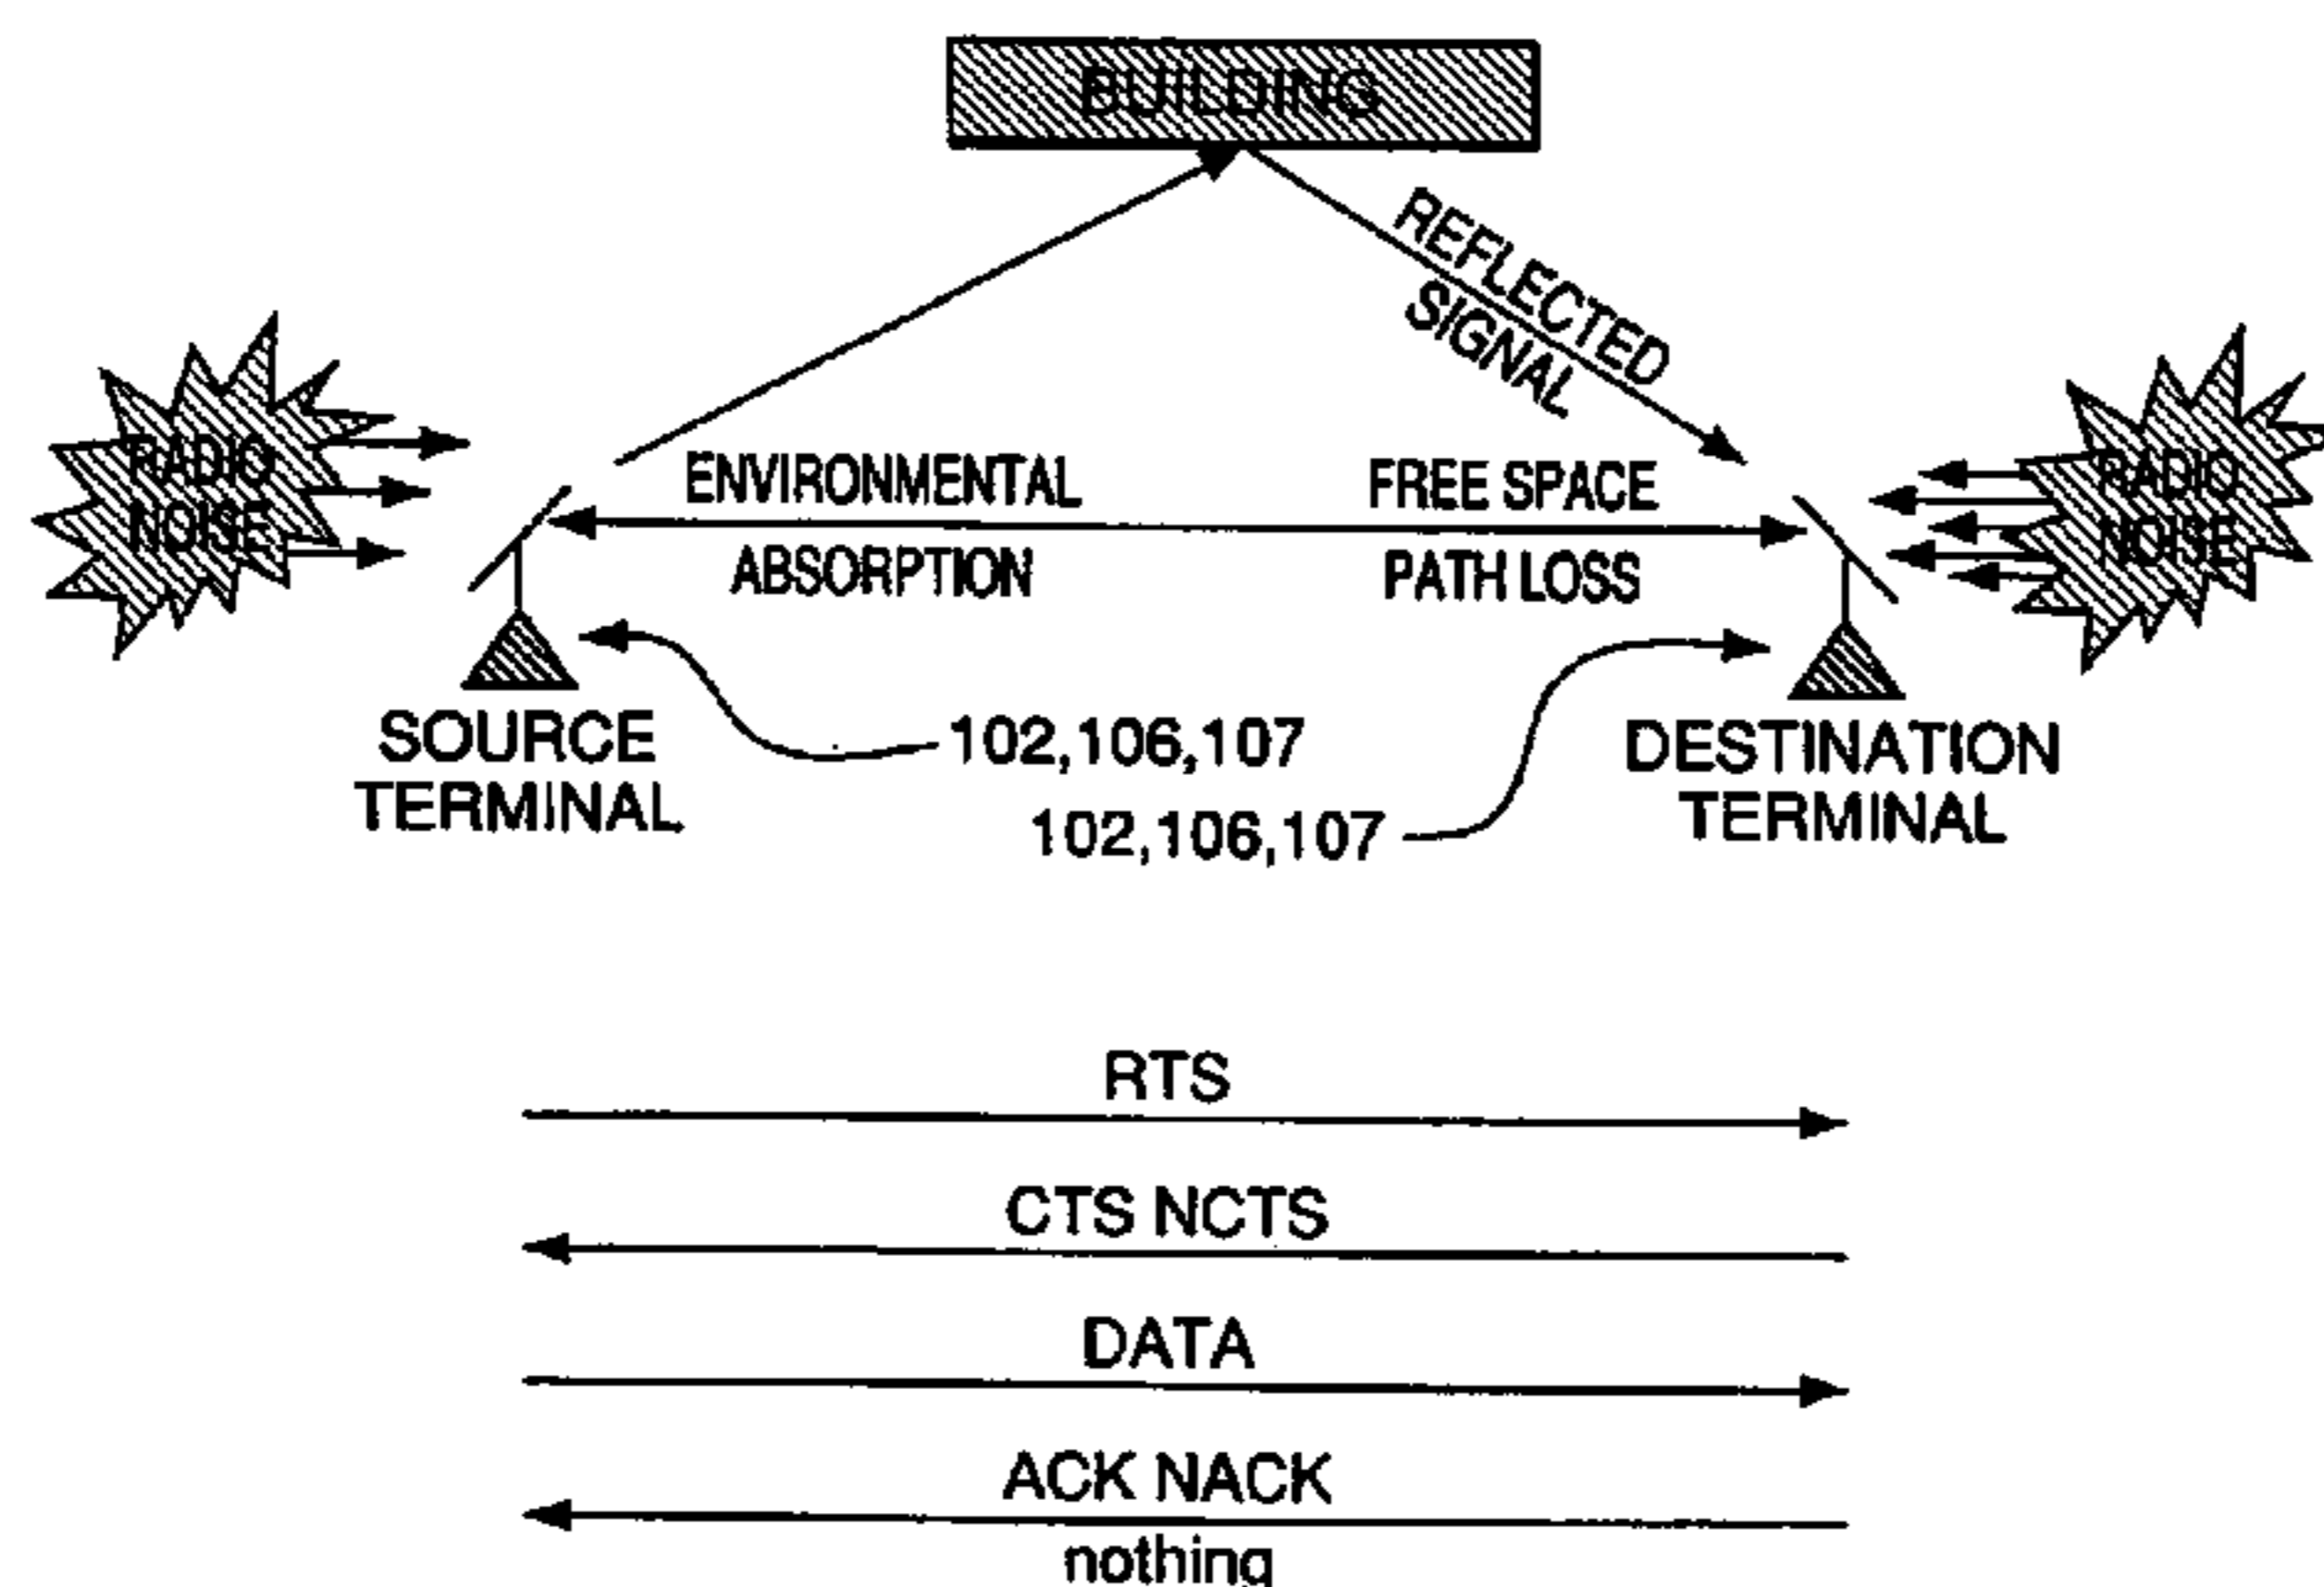 BUILDING
REFLECTED
SIGNAL
RADIO
NOISE
ENVIRONMENTAL
ABSORPTION
FREE SPACE
PATH LOSS
RADIO
NOISE
SOURCE
TERMINAL
102,106,107
102,106,107
DESTINATION
TERMINAL
RTS
CTS NCTS
DATA
ACK NACK
nothing